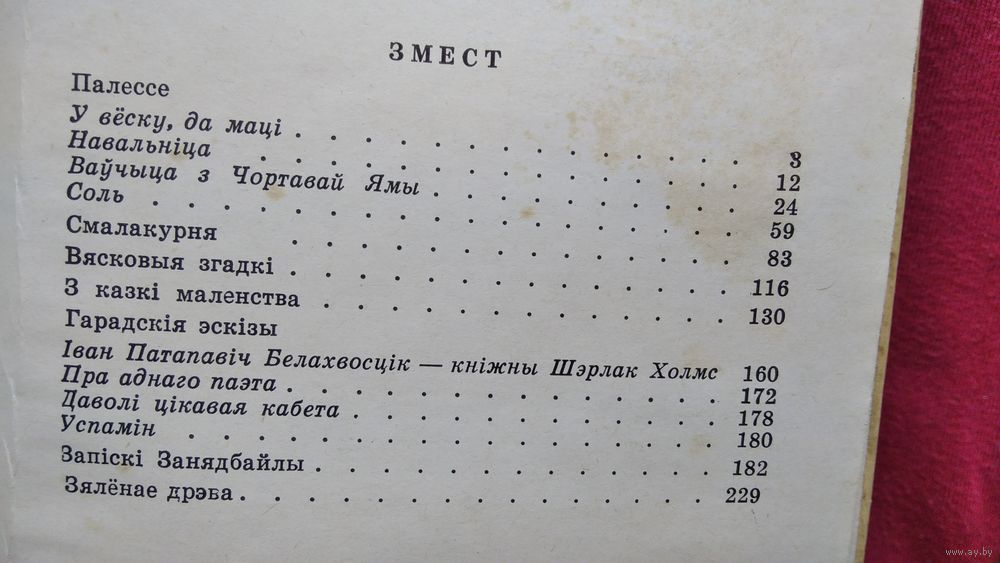 ЗМЕСТ
Палессе
У вёску, да маці . . . . . . . . . . . . . 3
Навальніца . . . . . . . . . . . . . . 12
Ваўчыца з Чортавай Ямы . . . . . . . . . 24
Соль . . . . . . . . . . . . . . . . . 59
Смалакурня . . . . . . . . . . . . . 83
Вясковыя згадкі . . . . . . . . . . . . . 116
З казкі маленства . . . . . . . . . . . . 130
Гарадскія эскізы
Іван Патапавіч Белахвосцік — кніжны Шэрлак Холмс 160
Пра аднаго паэта . . . . . . . . . . . . . 172
Даволі цікавая кабета . . . . . . . . . . . 178
Успамін . . . . . . . . . . . . . . . 180
Запіскі Занядбайлы . . . . . . . . . . . . 182
Зялёнае дрэва . . . . . . . . . . . . . . 229
www.ay.by